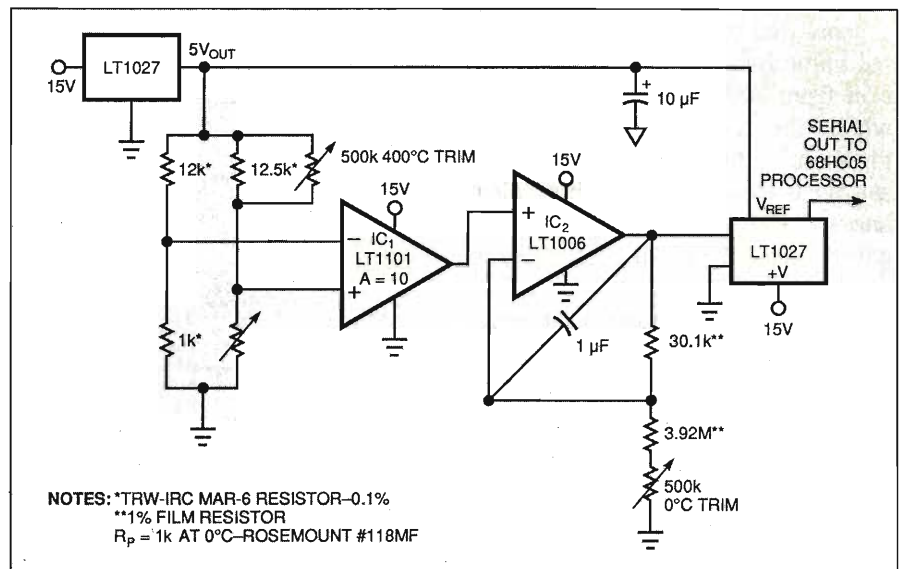 5VOUT
LT1027
15V
+
10 µF
SERIAL
OUT TO
68HC05
PROCESSOR
12k*
12.5k*
500k 400°C TRIM
15V
15V
VREF
−
IC1
LT1101
A = 10
+
+
IC2
LT1006
−
LT1027
+V
15V
1k*
1 µF
30.1k**
3.92M**
500k
0°C TRIM
NOTES: *TRW-IRC MAR-6 RESISTOR–0.1%
**1% FILM RESISTOR
RP = 1k AT 0°C–ROSEMOUNT #118MF